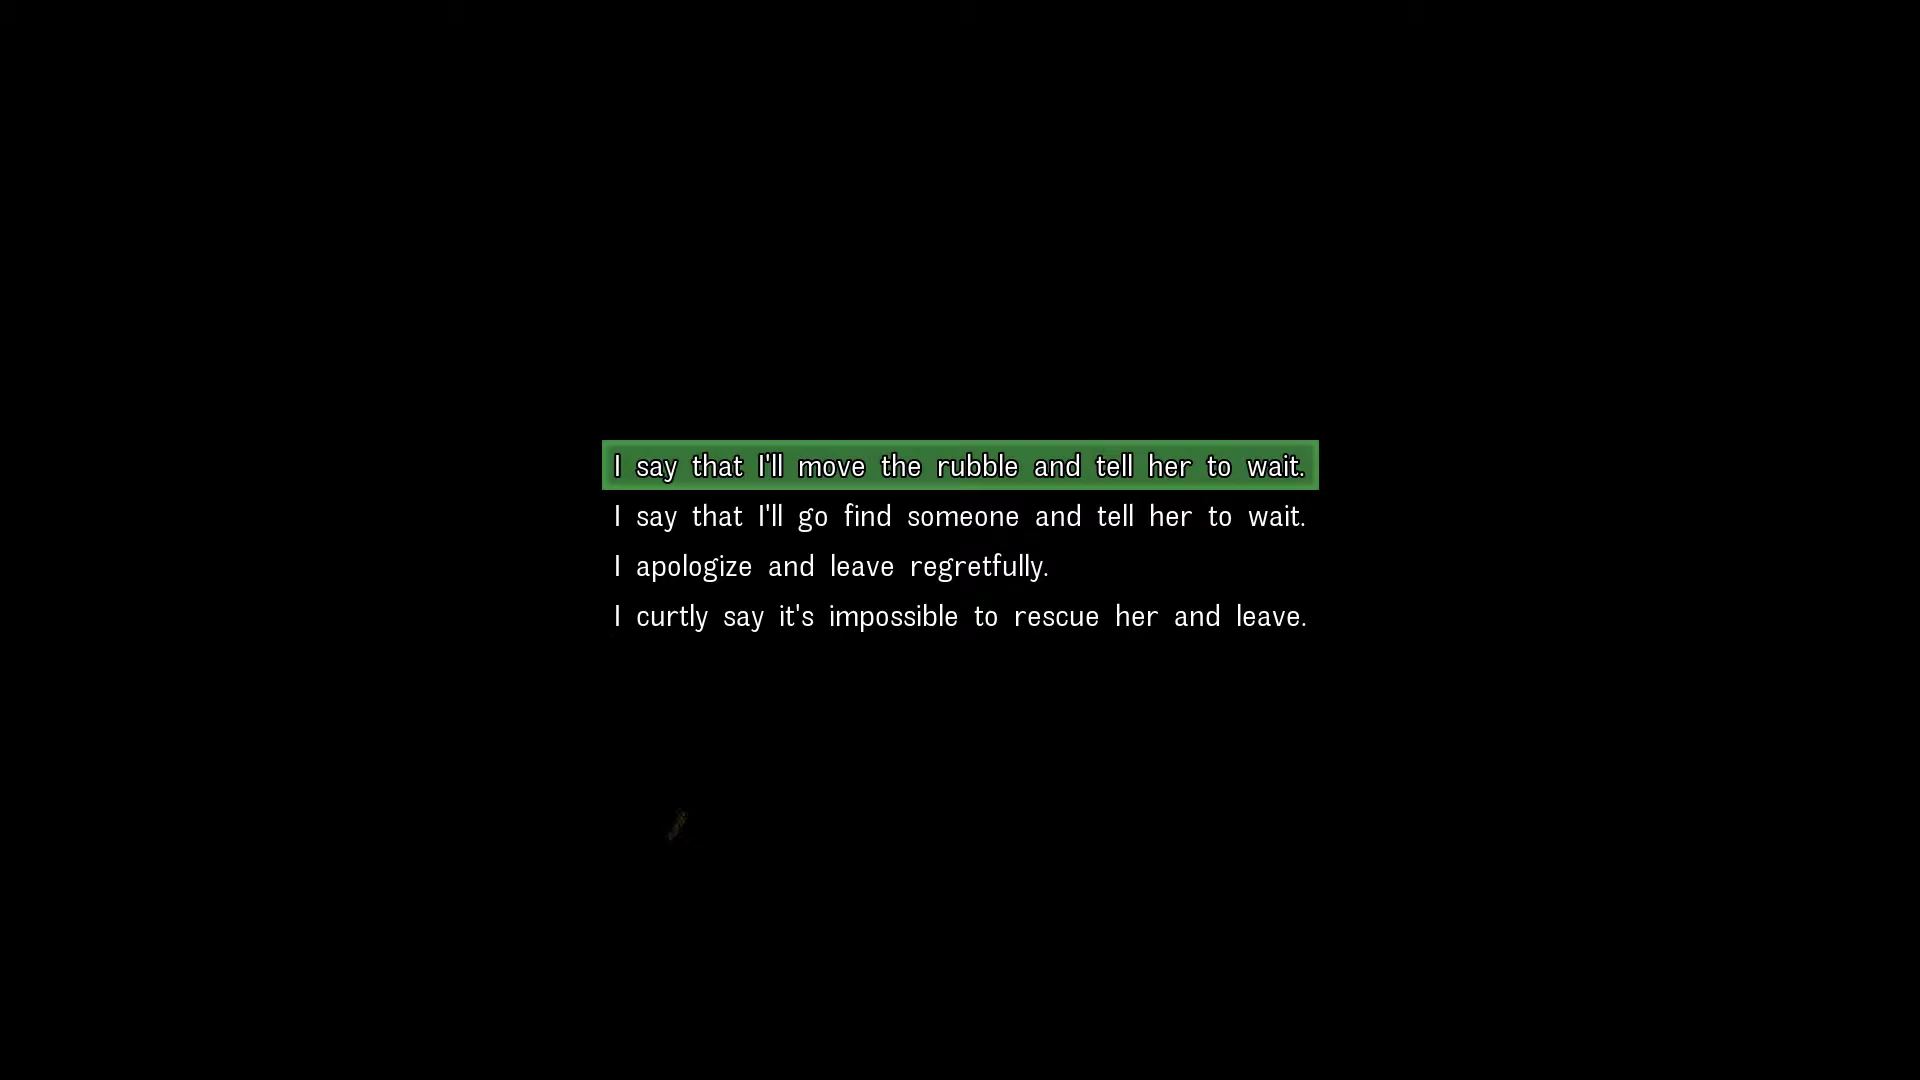 I say that I'll move the rubble and tell her to wait.
I say that I'll go find someone and tell her to wait.
I apologize and leave regretfully.
I curtly say it's impossible to rescue her and leave.